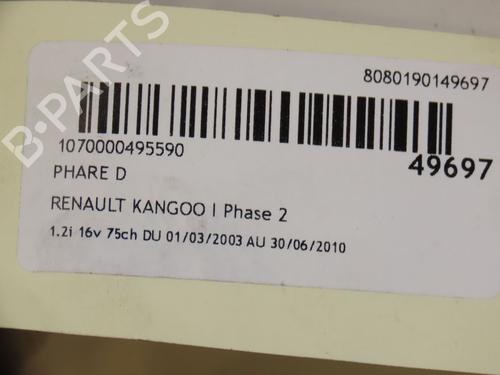 8080190149697
B-PARTS
1070000495590
49697
PHARE D
RENAULT KANGOO I Phase 2
1.2i 16v 75ch DU 01/03/2003 AU 30/06/2010